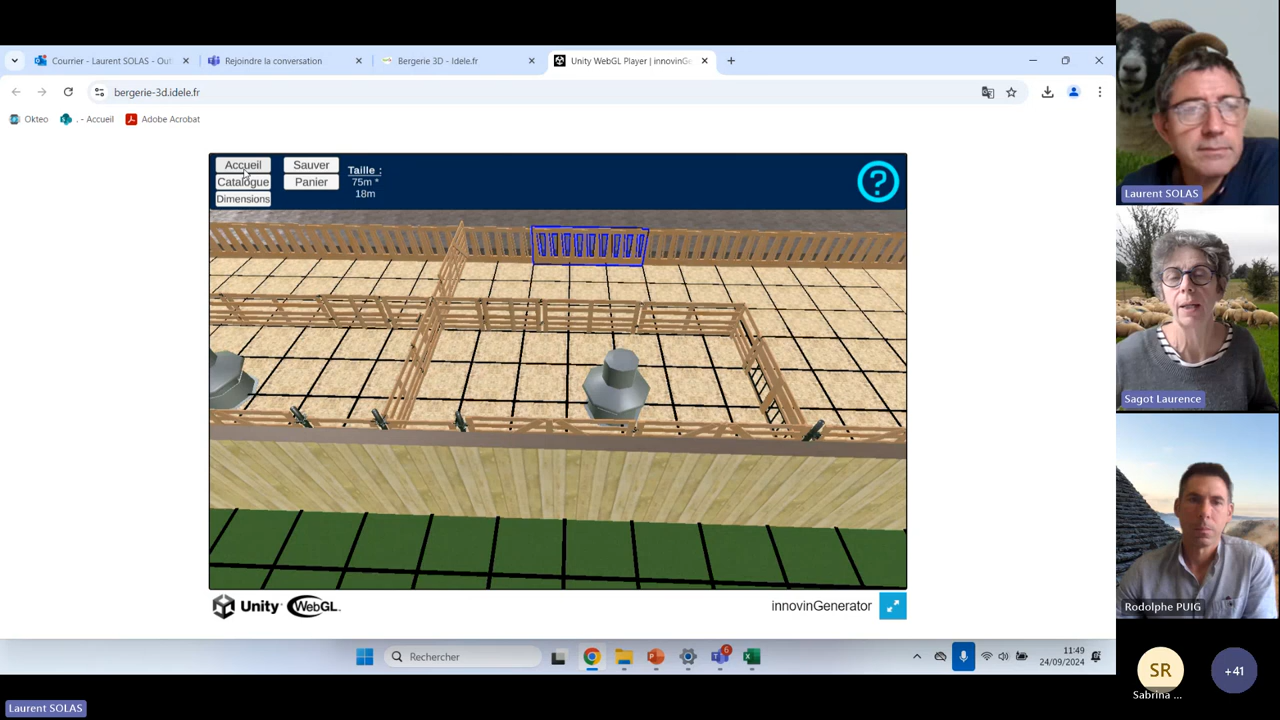 Courrier - Laurent SOLAS - Out
Rejoindre la conversation
Bergerie 3D - Idele.fr
Unity WebGL Player | innovinGe
bergerie-3d.idele.fr
Okteo
. - Accueil
Adobe Acrobat
Accueil
Catalogue
Dimensions
Sauver
Panier
Taille :
75m *
18m
?
Unity
WebGL
innovinGenerator
Rechercher
6
11:49
24/09/2024
Laurent SOLAS
Laurent SOLAS
Sagot Laurence
Rodolphe PUIG
SR
Sabrina ...
+41